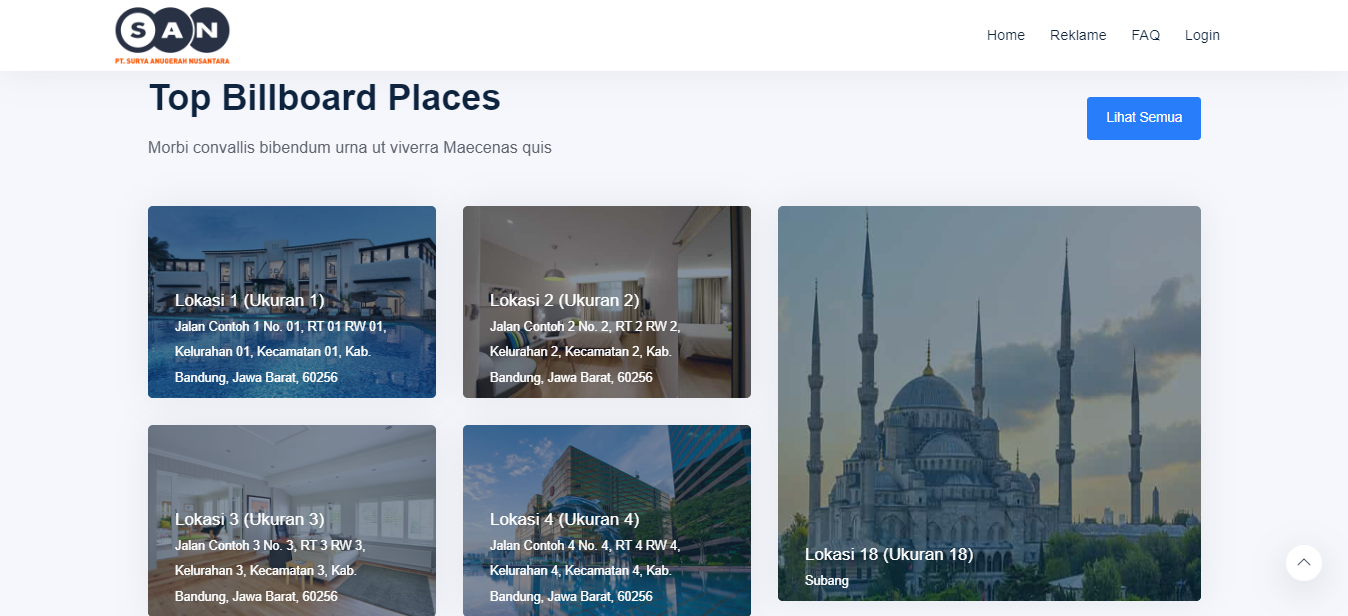 SAN
PT. SURYA ANUGERAH NUSANTARA
Home Reklame FAQ Login
Top Billboard Places
Lihat Semua
Morbi convallis bibendum urna ut viverra Maecenas quis
Lokasi 1 (Ukuran 1)
Jalan Contoh 1 No. 01, RT 01 RW 01,
Kelurahan 01, Kecamatan 01, Kab.
Bandung, Jawa Barat, 60256
Lokasi 2 (Ukuran 2)
Jalan Contoh 2 No. 2, RT 2 RW 2,
Kelurahan 2, Kecamatan 2, Kab.
Bandung, Jawa Barat, 60256
Lokasi 3 (Ukuran 3)
Jalan Contoh 3 No. 3, RT 3 RW 3,
Kelurahan 3, Kecamatan 3, Kab.
Bandung, Jawa Barat, 60256
Lokasi 4 (Ukuran 4)
Jalan Contoh 4 No. 4, RT 4 RW 4,
Kelurahan 4, Kecamatan 4, Kab.
Bandung, Jawa Barat, 60256
Lokasi 18 (Ukuran 18)
Subang